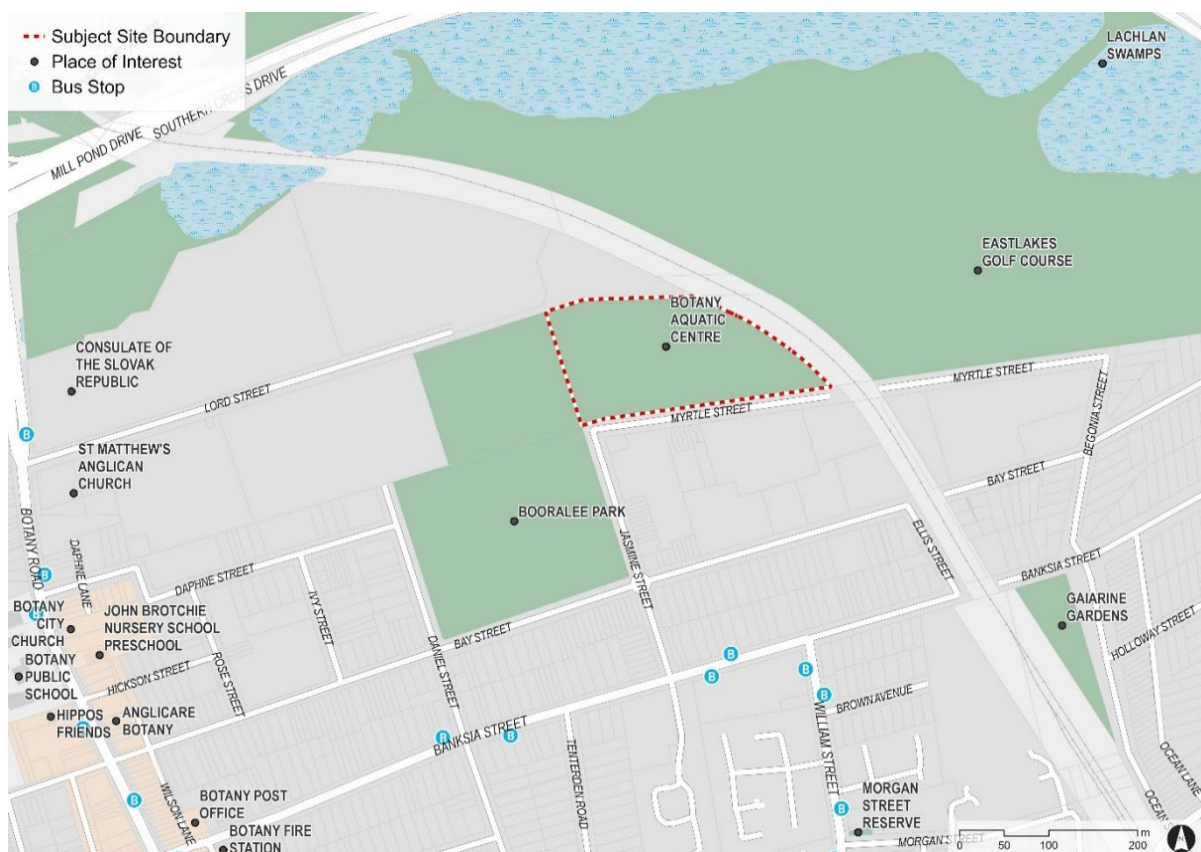 Subject Site Boundary
Place of Interest
Bus Stop
LACHLAN
SWAMPS
MILL POND DRIVE
SOUTHERN CROSS DRIVE
EASTLAKES
GOLF COURSE
BOTANY
AQUATIC
CENTRE
CONSULATE OF
THE SLOVAK
REPUBLIC
LORD STREET
MYRTLE STREET
MYRTLE STREET
BEGONIA STREET
ST MATTHEW'S
ANGLICAN
CHURCH
BAY STREET
BOORALEE PARK
BOTANY ROAD
DAPHNE LANE
DAPHNE STREET
JASMINE STREET
ELLIS STREET
BANKSIA STREET
IVY STREET
BOTANY
CITY
CHURCH
JOHN BROTCHIE
NURSERY SCHOOL
PRESCHOOL
GAIARINE
GARDENS
HOLLOWAY STREET
BAY STREET
DANIEL STREET
ROSE STREET
BOTANY
PUBLIC
SCHOOL
HICKSON STREET
HIPPOS
FRIENDS
ANGLICARE
BOTANY
BANKSIA STREET
BROWN AVENUE
WILLIAM STREET
TENTERDEN ROAD
OCEAN LANE
OCEAN S
WILSON LANE
BOTANY POST
OFFICE
BOTANY FIRE
STATION
MORGAN
STREET
RESERVE
MORGAN STREET
0 50 100 200
m
B
B
B
B
B
B
B
B
B
B
B
B
N